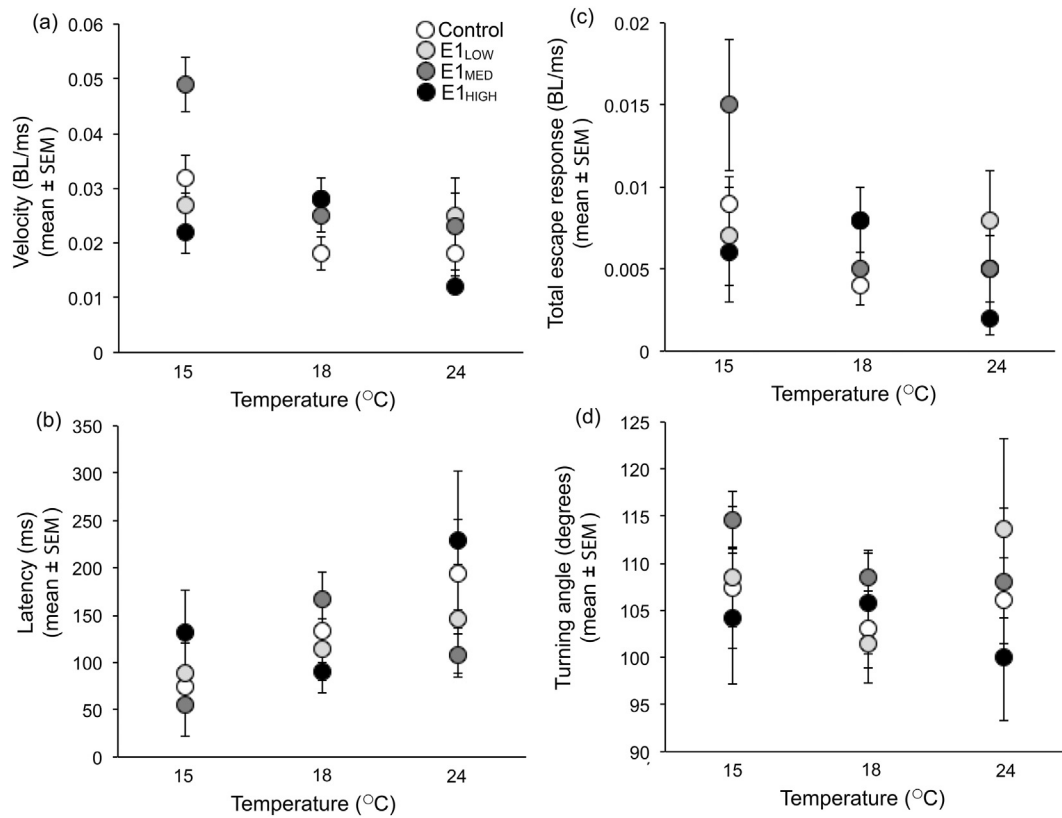 (a)
Velocity (BL/ms)
(mean ± SEM)
0.06
0.05
0.04
0.03
0.02
0.01
0
15
18
24
Temperature (°C)
Control
E1LOW
E1MED
E1HIGH
(c)
Total escape response (BL/ms)
(mean ± SEM)
0.02
0.015
0.01
0.005
0
15
18
24
Temperature (°C)
(b)
Latency (ms)
(mean ± SEM)
350
300
250
200
150
100
50
0
15
18
24
Temperature (°C)
(d)
Turning angle (degrees)
(mean ± SEM)
125
120
115
110
105
100
95
90
15
18
24
Temperature (°C)